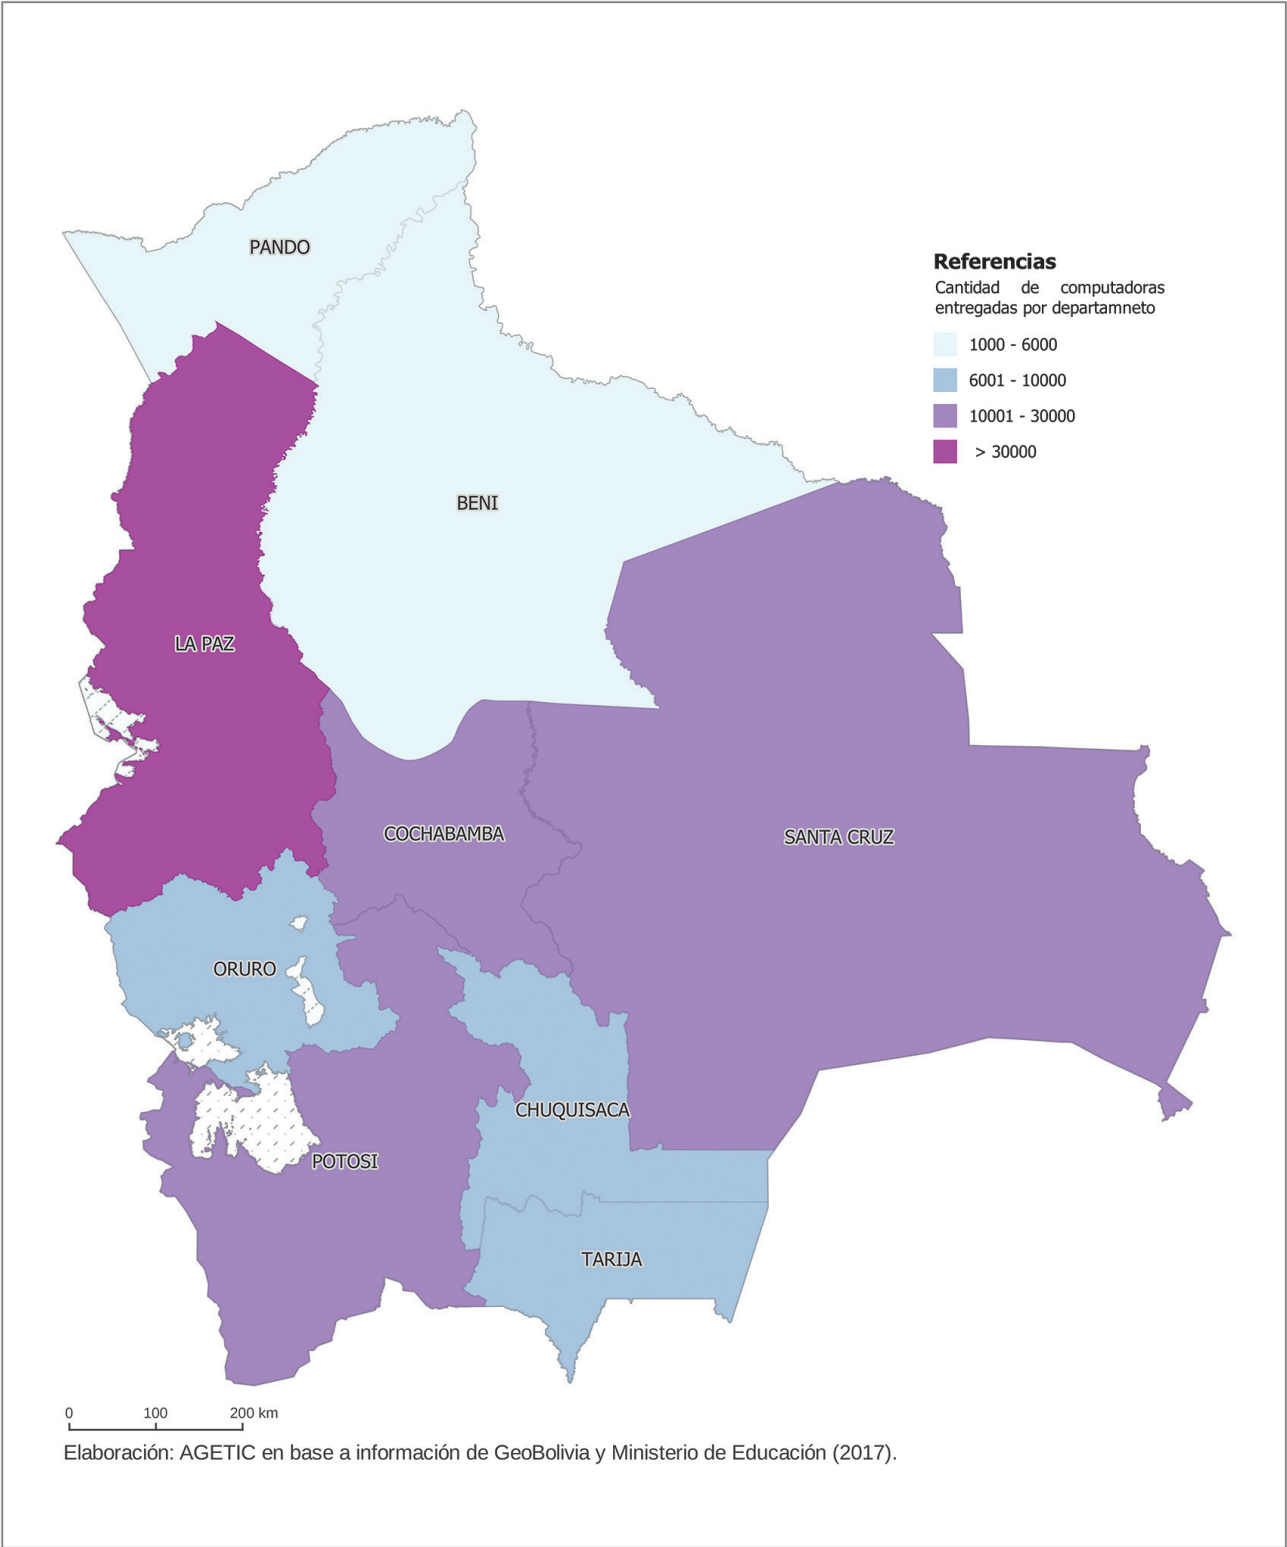 PANDO
Referencias
Cantidad de computadoras
entregadas por departamneto
1000 - 6000
6001 - 10000
10001 - 30000
> 30000
BENI
LA PAZ
COCHABAMBA
SANTA CRUZ
ORURO
CHUQUISACA
POTOSI
TARIJA
0 100 200 km
Elaboración: AGETIC en base a información de GeoBolivia y Ministerio de Educación (2017).